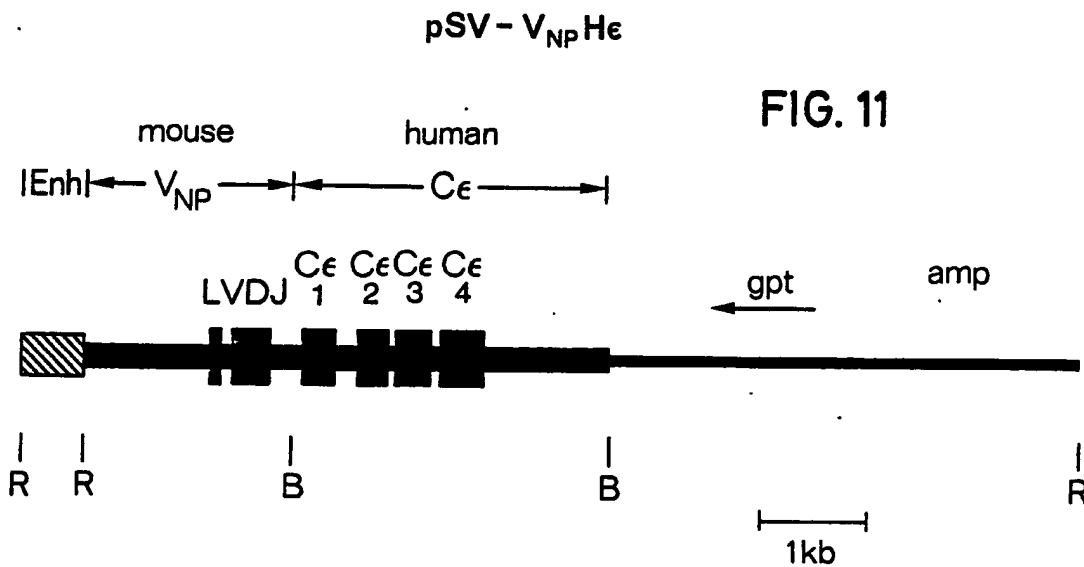 pSV-V_NP Hε
FIG. 11
mouse human
|Enh| V_NP Cε
LVDJ Cε 1 Cε 2 Cε 3 Cε 4
gpt amp
R R B B R
1kb